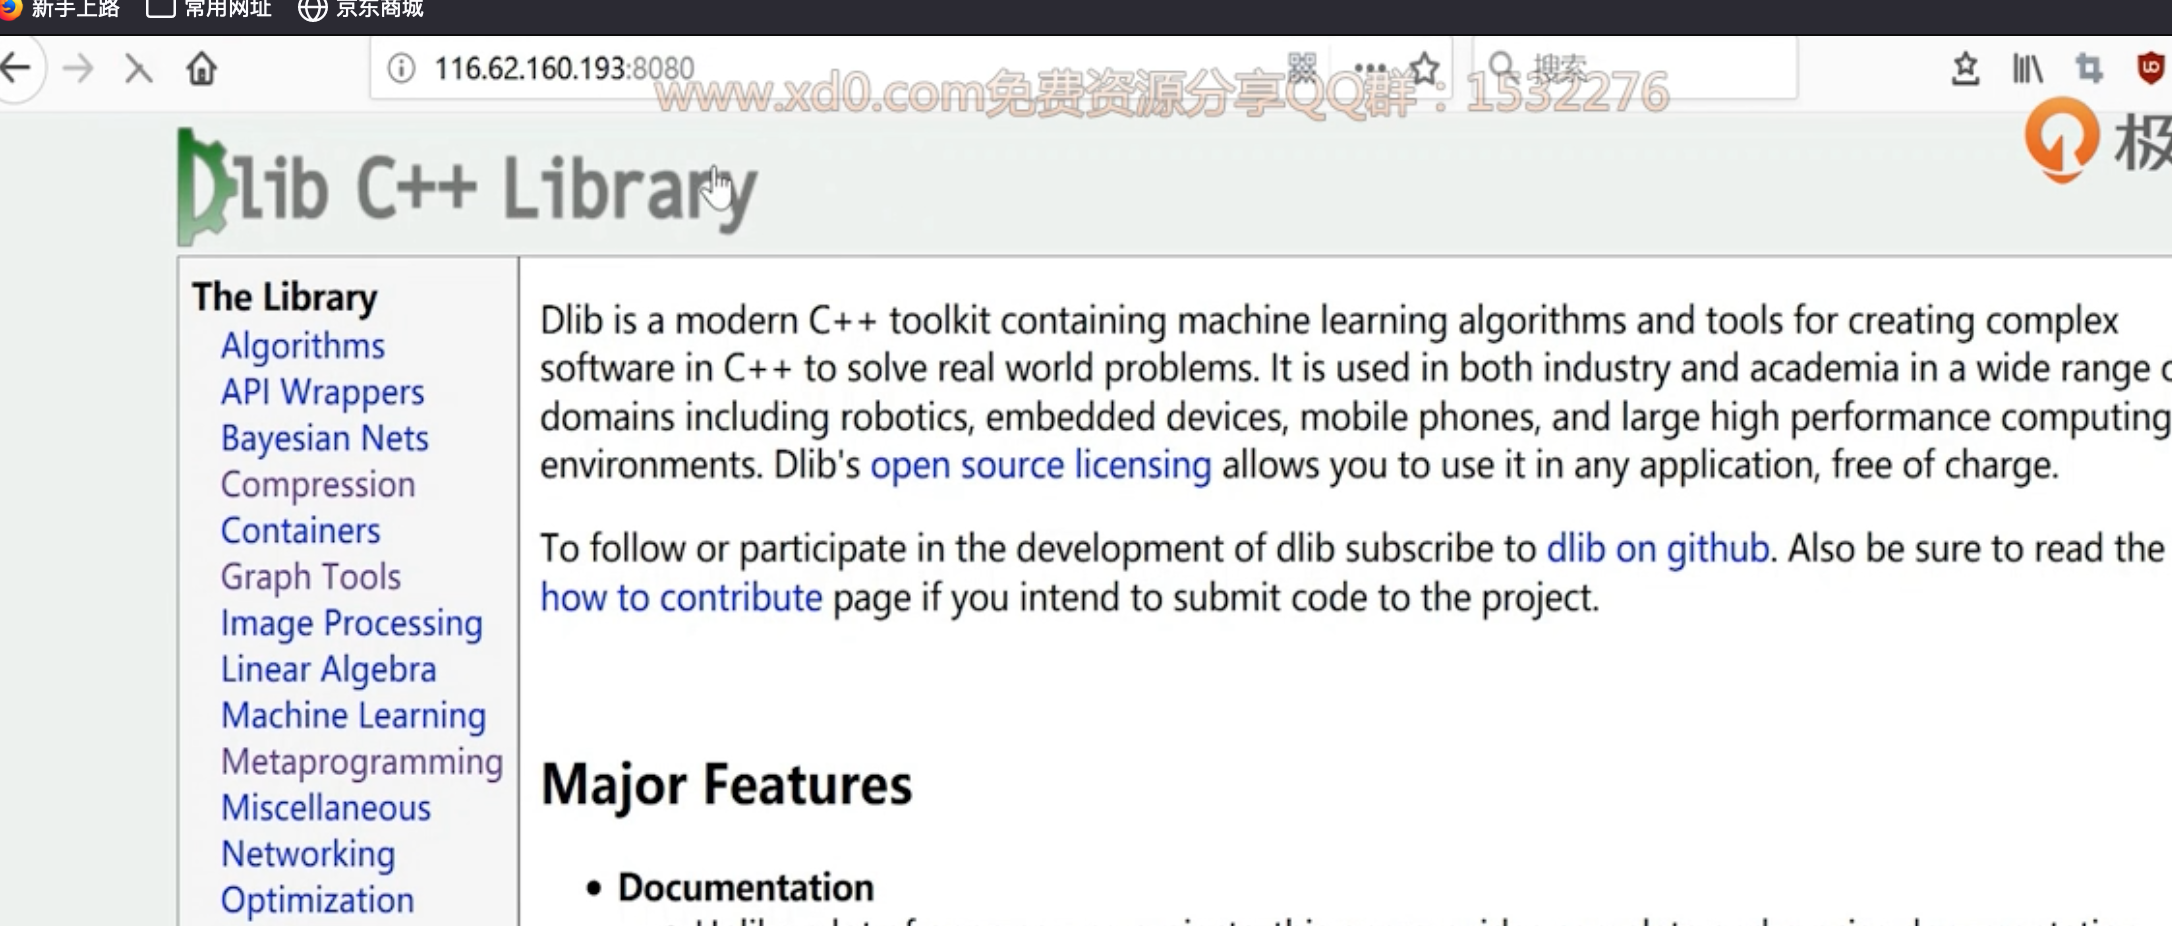 新手上路 常用网址 京东商城
116.62.160.193:8080 搜索
www.xd0.com免费资源分享QQ群：1532276
极
Dlib C++ Library
The Library
Algorithms
API Wrappers
Bayesian Nets
Compression
Containers
Graph Tools
Image Processing
Linear Algebra
Machine Learning
Metaprogramming
Miscellaneous
Networking
Optimization
Dlib is a modern C++ toolkit containing machine learning algorithms and tools for creating complex
software in C++ to solve real world problems. It is used in both industry and academia in a wide range
domains including robotics, embedded devices, mobile phones, and large high performance computing
environments. Dlib's open source licensing allows you to use it in any application, free of charge.
To follow or participate in the development of dlib subscribe to dlib on github. Also be sure to read the
how to contribute page if you intend to submit code to the project.
Major Features
• Documentation